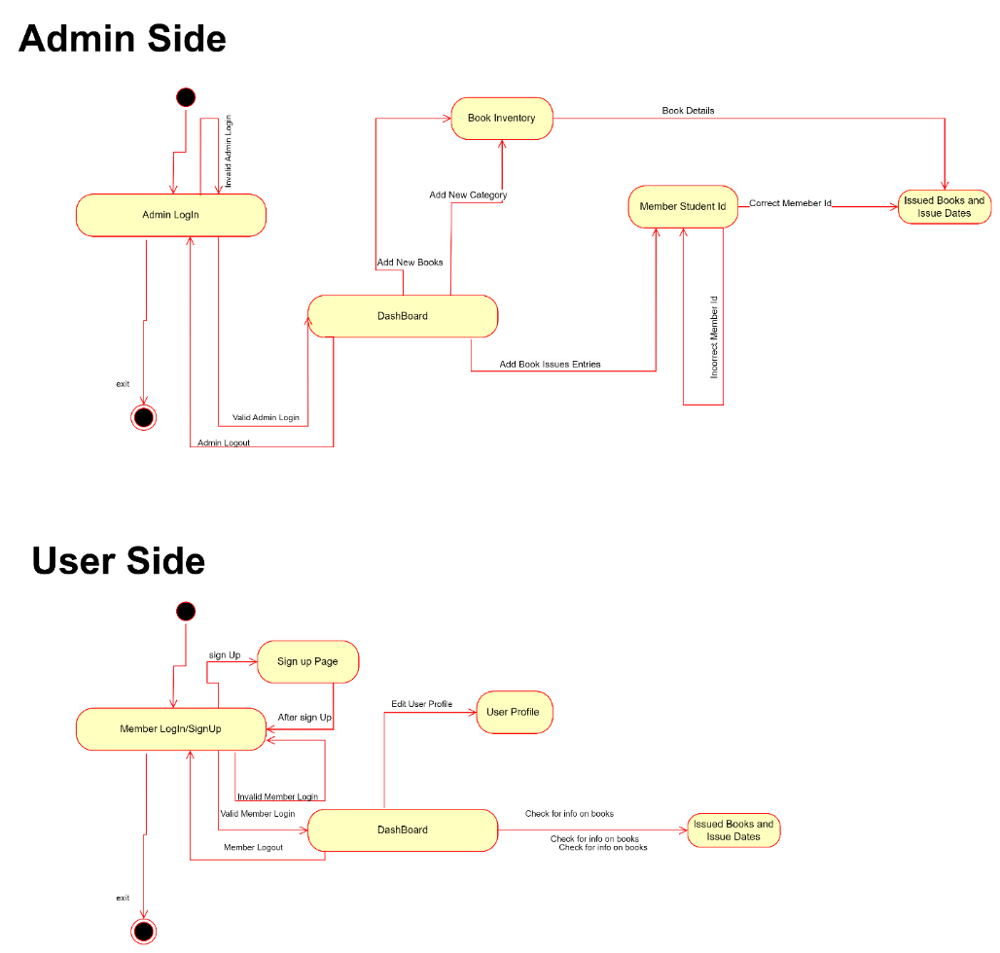 Admin Side
Invalid Admin Login
Book Inventory
Book Details
Admin LogIn
Add New Category
Member Student Id
Correct Memeber Id
Issued Books and
Issue Dates
Add New Books
DashBoard
Incorrect Member Id
Add Book Issues Entries
exit
Valid Admin Login
Admin Logout
User Side
sign Up
Sign up Page
Edit User Profile
User Profile
After sign Up
Member LogIn/SignUp
Invalid Member Login
Valid Member Login
Check for info on books
DashBoard
Issued Books and
Issue Dates
Check for info on books
Check for info on books
Member Logout
exit